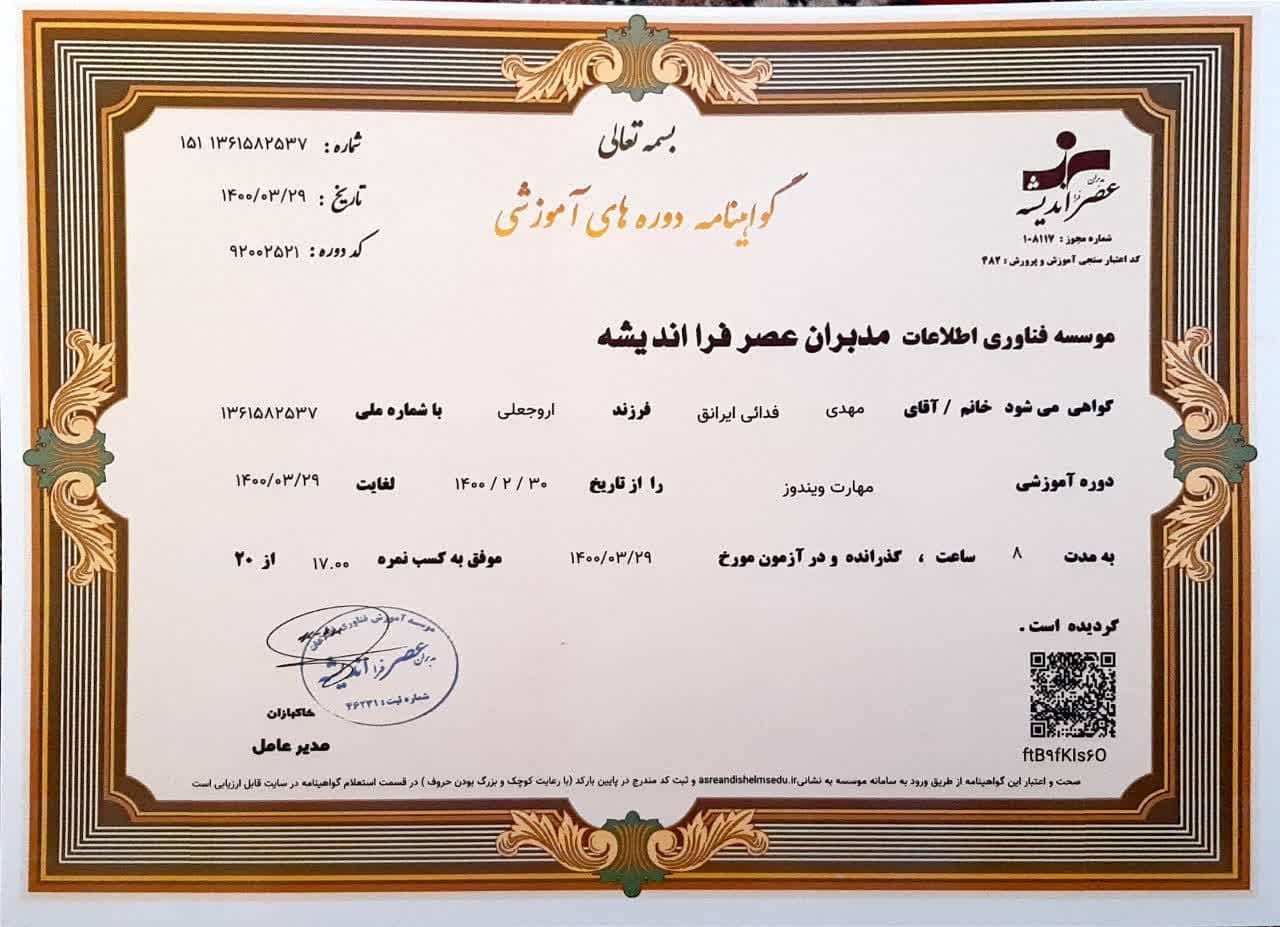 بسمه تعالی
گواهینامه دوره های آموزشی
شماره : ۱۳۶۱۵۸۲۵۳۷ ۱۵۱
تاریخ : ۱۴۰۰/۰۳/۲۹
کد دوره : ۹۲۰۰۲۵۲۱
مدبران
عصر فرا اندیشه
شماره مجوز : ۱۰۸۱۱۷
کد اعتبار سنجی آموزش و پرورش : ۴۸۲
موسسه فناوری اطلاعات مدبران عصر فرا اندیشه
گواهی می شود خانم / آقای مهدی فدائی ایرانق فرزند اروجعلی با شماره ملی ۱۳۶۱۵۸۲۵۳۷
دوره آموزشی مهارت ویندوز را از تاریخ ۳۰ / ۲ / ۱۴۰۰ لغایت ۱۴۰۰/۰۳/۲۹
به مدت ۸ ساعت ، گذرانده و در آزمون مورخ ۱۴۰۰/۰۳/۲۹ موفق به کسب نمره ۱۷.۰۰ از ۲۰
گردیده است .
موسسه آموزش فناوری اطلاعات
مدبران عصر فرا اندیشه
شماره ثبت : ۴۶۲۳۱
خاکبازان
مدیر عامل
ftB۹fKIs۶O
صحت و اعتبار این گواهینامه از طریق ورود به سامانه موسسه به نشانی asreandishelmsedu.ir و ثبت کد مندرج در پایین بارکد (با رعایت کوچک و بزرگ بودن حروف ) در قسمت استعلام گواهینامه در سایت قابل ارزیابی است